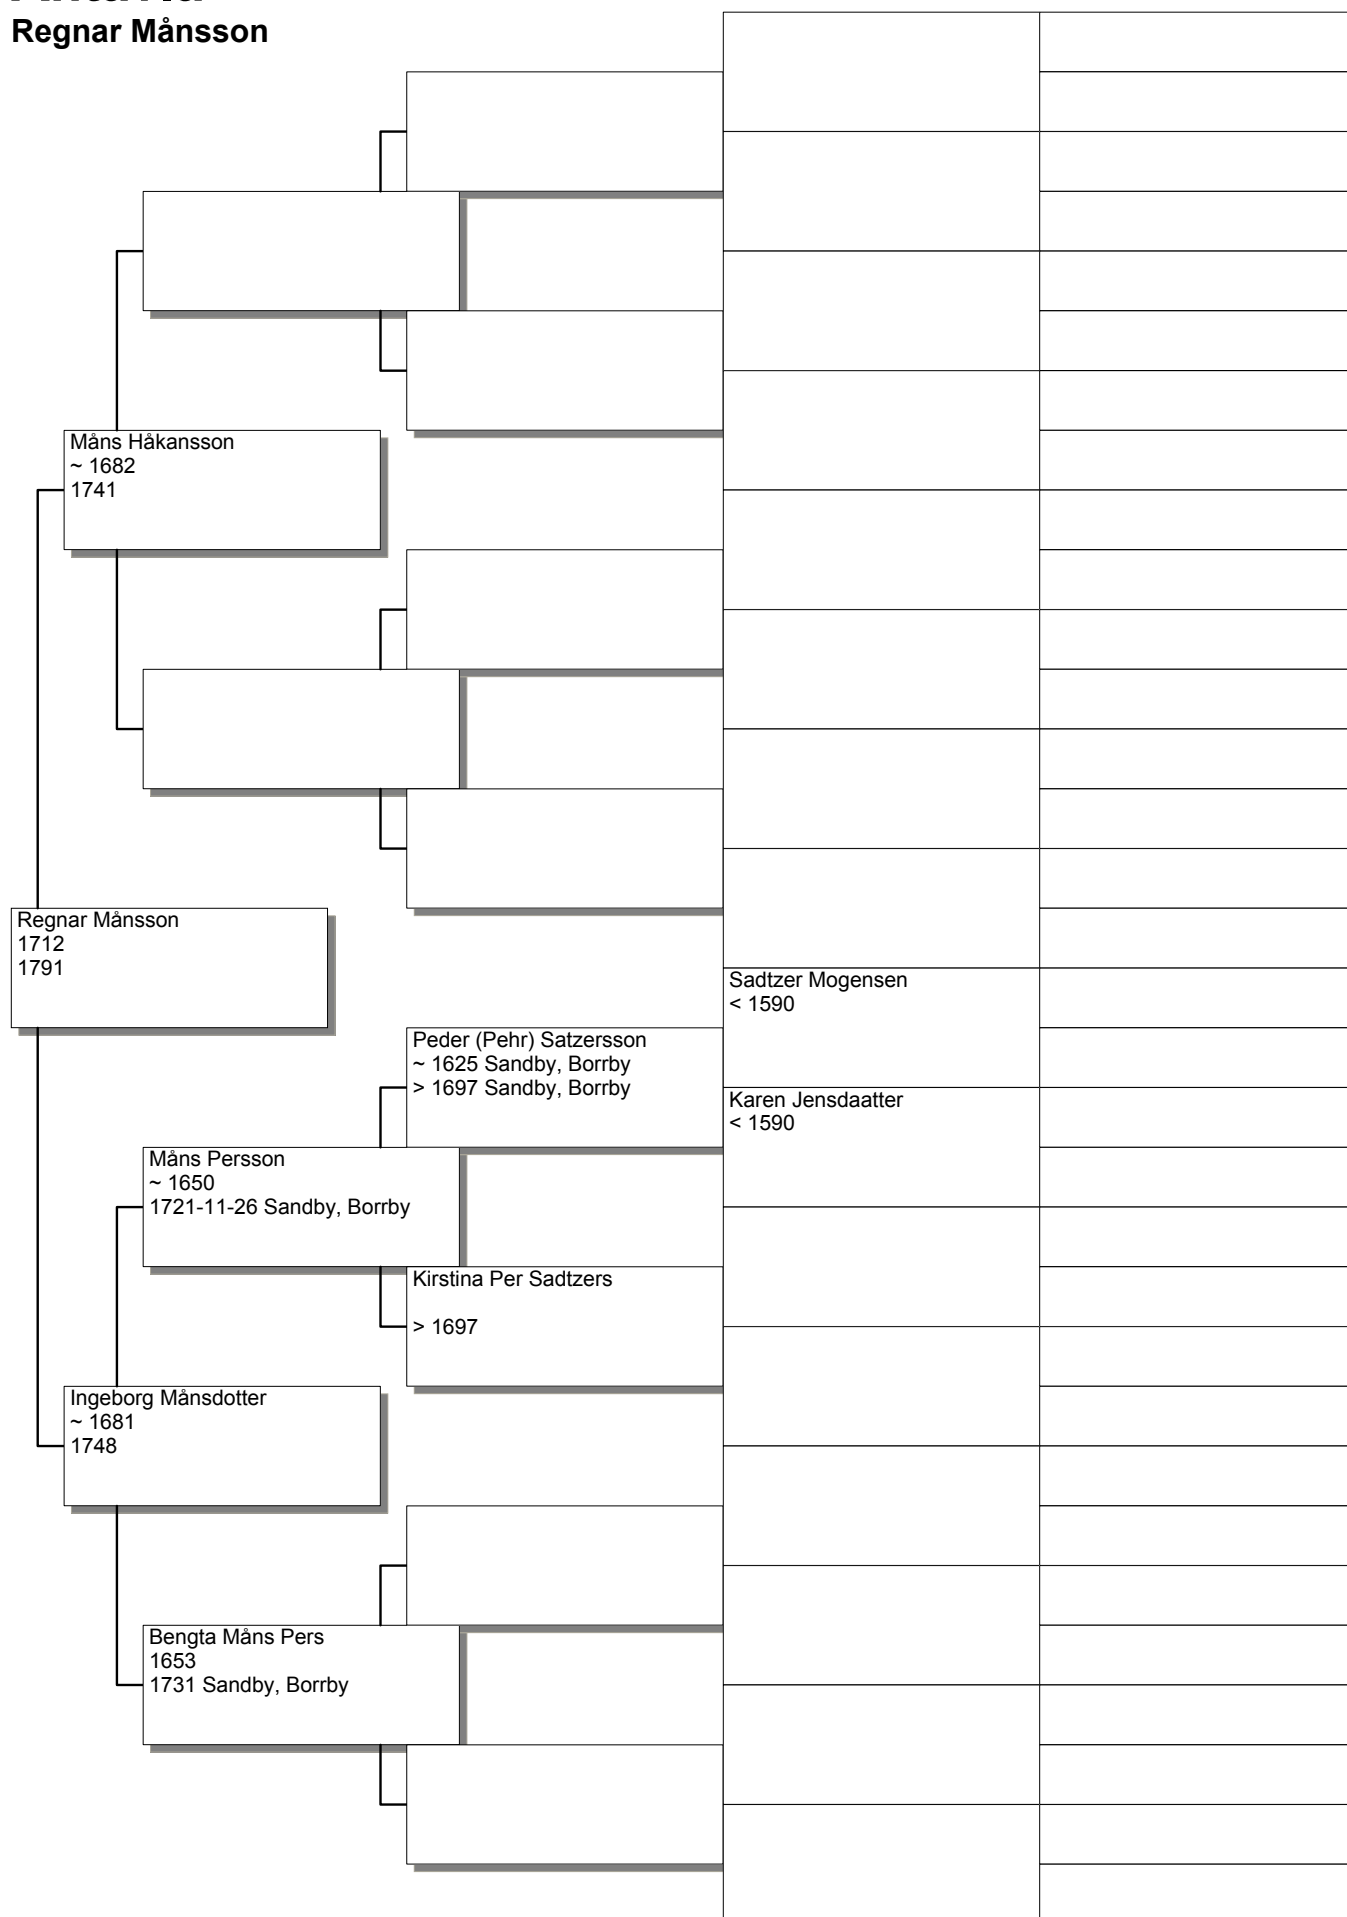 Regnar Månsson
Måns Håkansson
~ 1682
1741
Regnar Månsson
1712
1791
Sadtzer Mogensen
< 1590
Peder (Pehr) Satzersson
~ 1625 Sandby, Borrby
> 1697 Sandby, Borrby
Karen Jensdaatter
< 1590
Måns Persson
~ 1650
1721-11-26 Sandby, Borrby
Kirstina Per Sadtzers
> 1697
Ingeborg Månsdotter
~ 1681
1748
Bengta Måns Pers
1653
1731 Sandby, Borrby